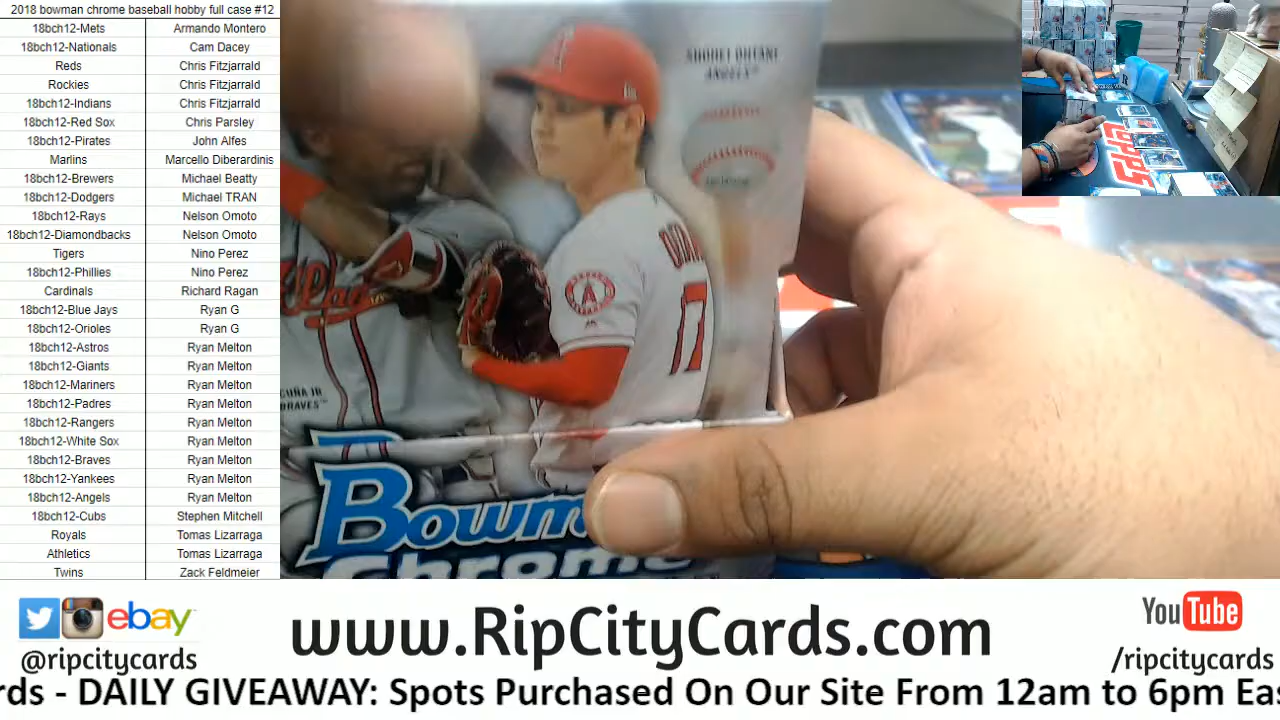 2018 bowman chrome baseball hobby full case #12
18bch12-Mets Armando Montero
18bch12-Nationals Cam Dacey
Reds Chris Fitzjarrald
Rockies Chris Fitzjarrald
18bch12-Indians Chris Fitzjarrald
18bch12-Red Sox Chris Parsley
18bch12-Pirates John Alfes
Marlins Marcello Diberardinis
18bch12-Brewers Michael Beatty
18bch12-Dodgers Michael TRAN
18bch12-Rays Nelson Omoto
18bch12-Diamondbacks Nelson Omoto
Tigers Nino Perez
18bch12-Phillies Nino Perez
Cardinals Richard Ragan
18bch12-Blue Jays Ryan G
18bch12-Orioles Ryan G
18bch12-Astros Ryan Melton
18bch12-Giants Ryan Melton
18bch12-Mariners Ryan Melton
18bch12-Padres Ryan Melton
18bch12-Rangers Ryan Melton
18bch12-White Sox Ryan Melton
18bch12-Braves Ryan Melton
18bch12-Yankees Ryan Melton
18bch12-Angels Ryan Melton
18bch12-Cubs Stephen Mitchell
Royals Tomas Lizarraga
Athletics Tomas Lizarraga
Twins Zack Feldmeier
SHOHEI OHTANI
ANGELS
A
17
UÑA JR
BRAVES
Bowm
Chrome
Topps
ebay
@ripcitycards
www.RipCityCards.com
YouTube
/ripcitycards
rds - DAILY GIVEAWAY: Spots Purchased On Our Site From 12am to 6pm Eas